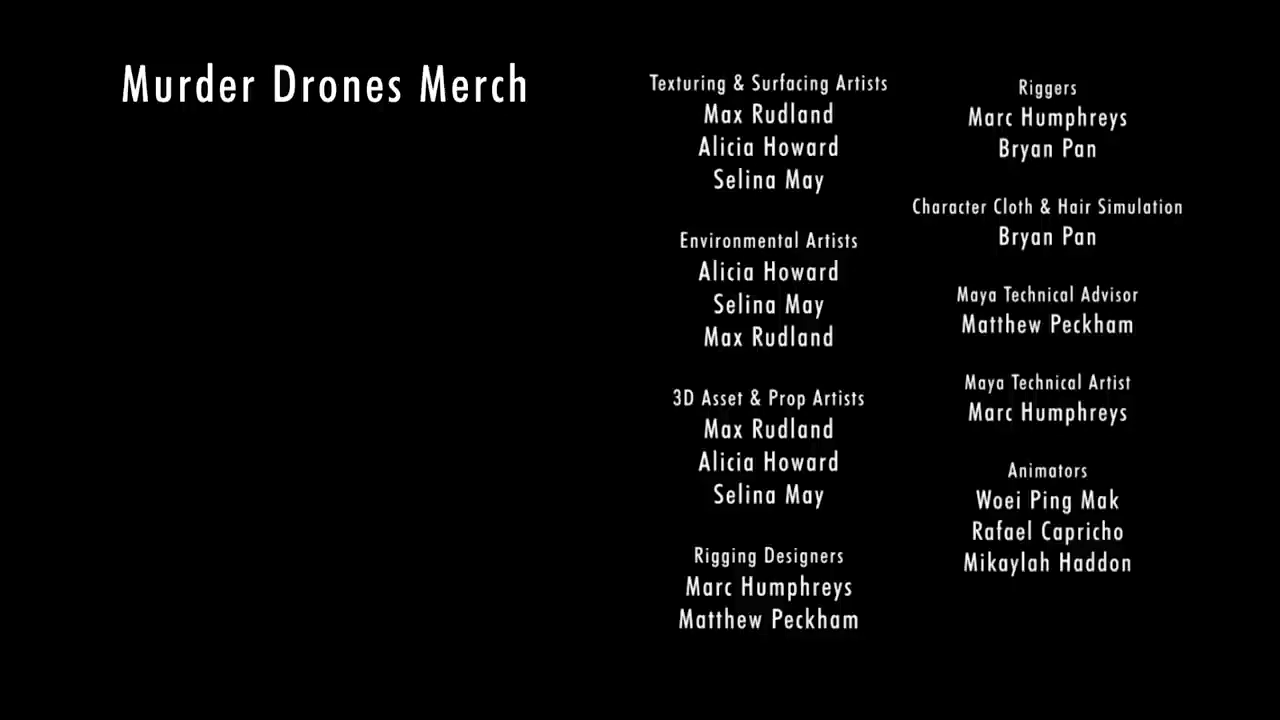 Murder Drones Merch
Texturing & Surfacing Artists
Max Rudland
Alicia Howard
Selina May
Environmental Artists
Alicia Howard
Selina May
Max Rudland
3D Asset & Prop Artists
Max Rudland
Alicia Howard
Selina May
Rigging Designers
Marc Humphreys
Matthew Peckham
Riggers
Marc Humphreys
Bryan Pan
Character Cloth & Hair Simulation
Bryan Pan
Maya Technical Advisor
Matthew Peckham
Maya Technical Artist
Marc Humphreys
Animators
Woei Ping Mak
Rafael Capricho
Mikaylah Haddon